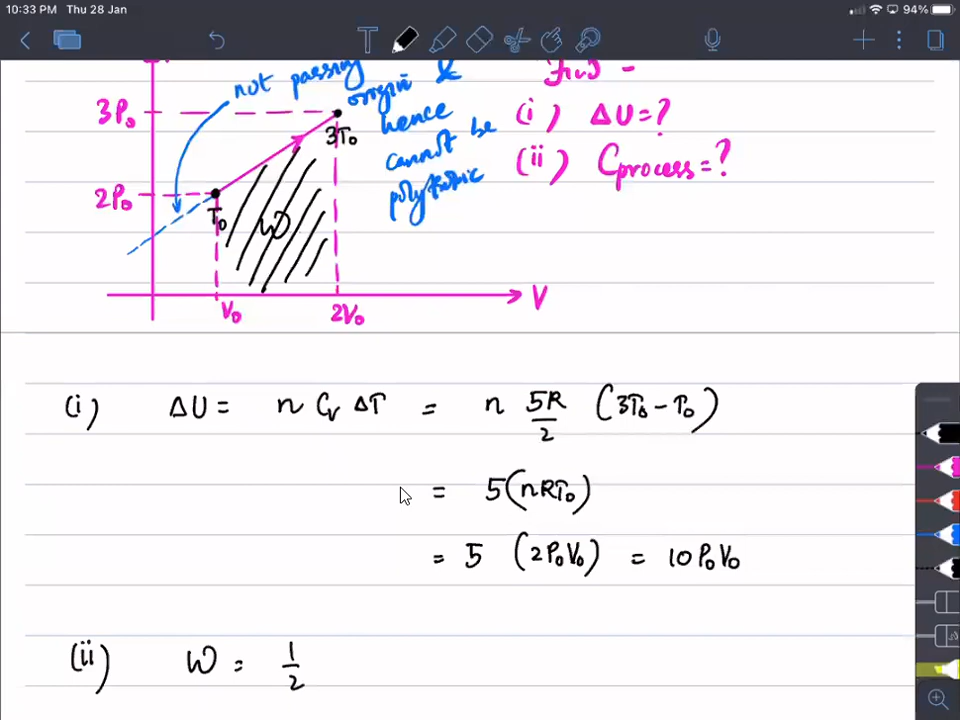 10:33 PM Thu 28 Jan
94%
not passing
origin &
hence
cannot be
polytropic
Find -
(i) ΔU=?
(ii) Cprocess=?
3P₀
3T₀
2P₀
T₀
W
V₀
2V₀
V
(i) ΔU = n Cv ΔT = n 5R/2 (3T₀ - T₀)
= 5(nRT₀)
= 5 (2P₀V₀) = 10P₀V₀
(ii) W = 1/2